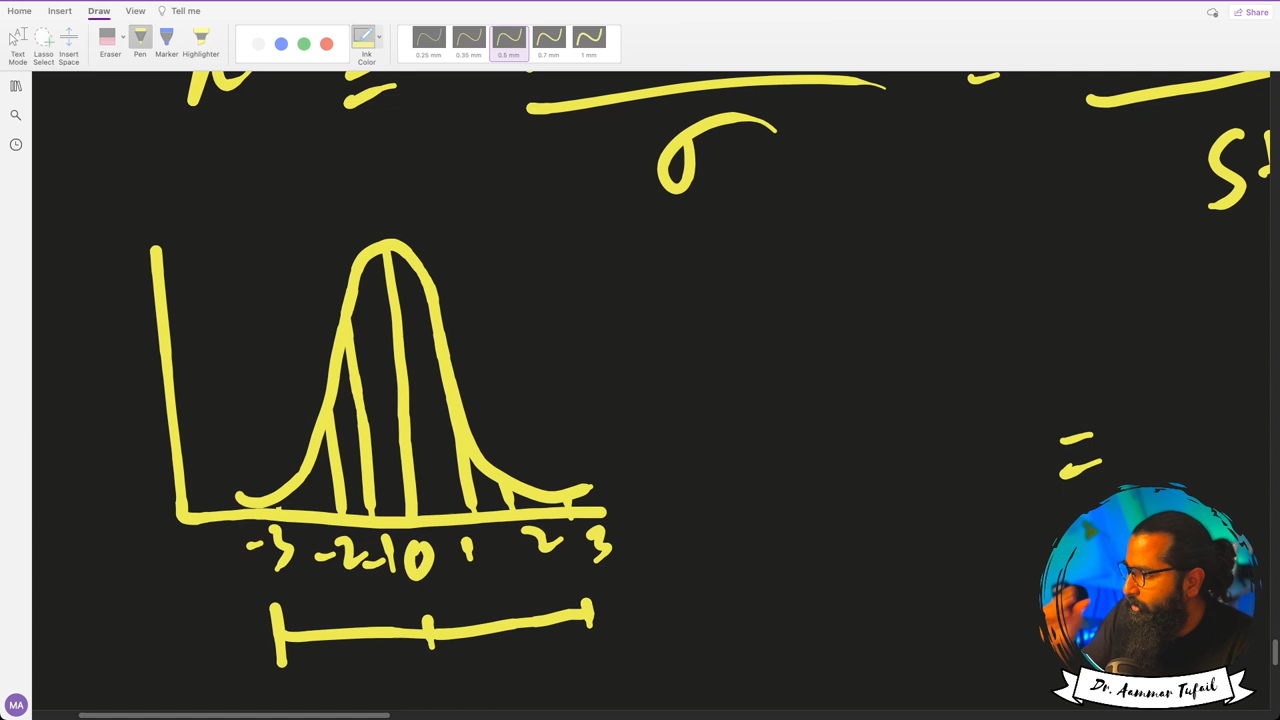 Home Insert Draw View Tell me
Share
Text Mode
Lasso Select
Insert Space
Eraser
Pen
Marker
Highlighter
Ink Color
0.25 mm
0.35 mm
0.5 mm
0.7 mm
1 mm
=
=
σ
-3 -2 -1 0 1 2 3
=
MA
Dr. Aammar Tufail